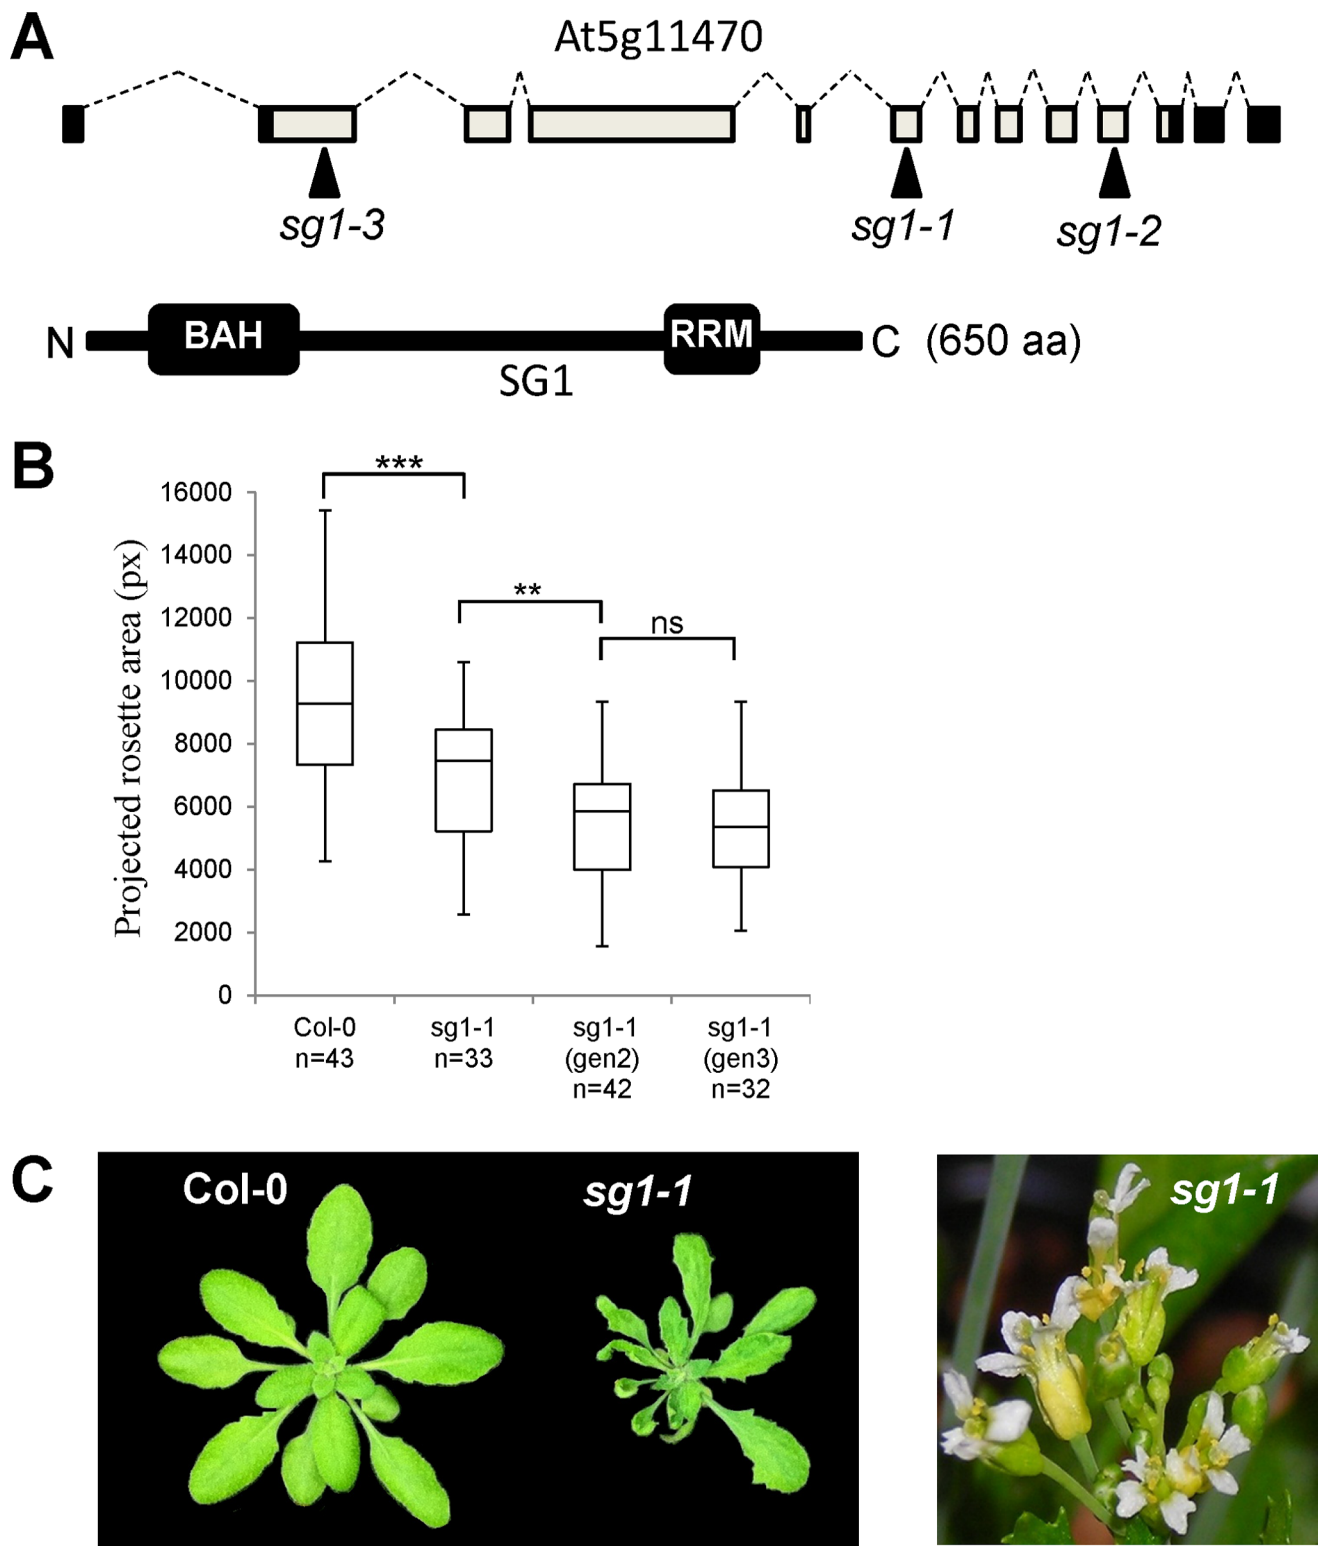 A
At5g11470
sg1-3
sg1-1
sg1-2
N
BAH
RRM
C (650 aa)
SG1
B
***
**
ns
Projected rosette area (px)
16000
14000
12000
10000
8000
6000
4000
2000
0
Col-0
n=43
sg1-1
n=33
sg1-1
(gen2)
n=42
sg1-1
(gen3)
n=32
C
Col-0
sg1-1
sg1-1